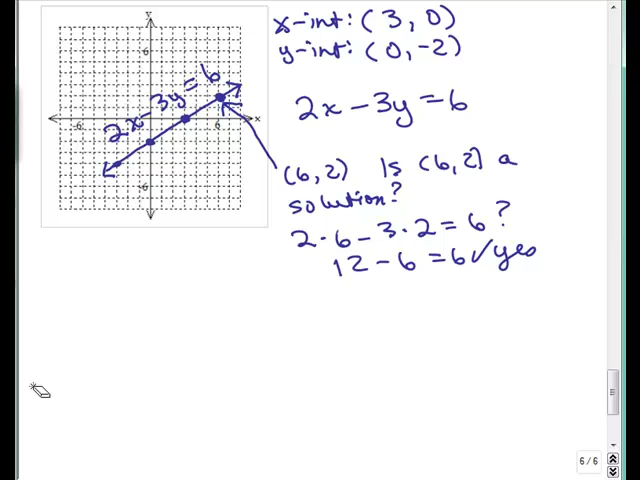 y
6
-6
6
x
-6
2x-3y=6
x-int: (3, 0)
y-int: (0, -2)
2x-3y=6
(6,2) Is (6,2) a
solution?
2·6-3·2=6?
12-6=6✓yes
6/6